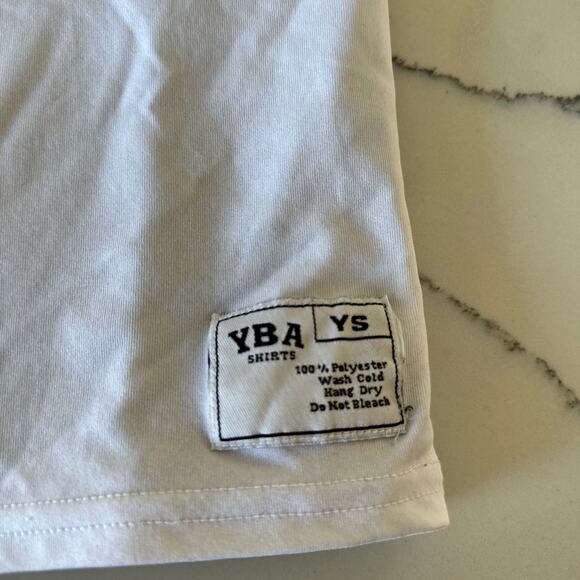 YBA
SHIRTS
YS
100% Polyester
Wash Cold
Hang Dry
Do Not Bleach